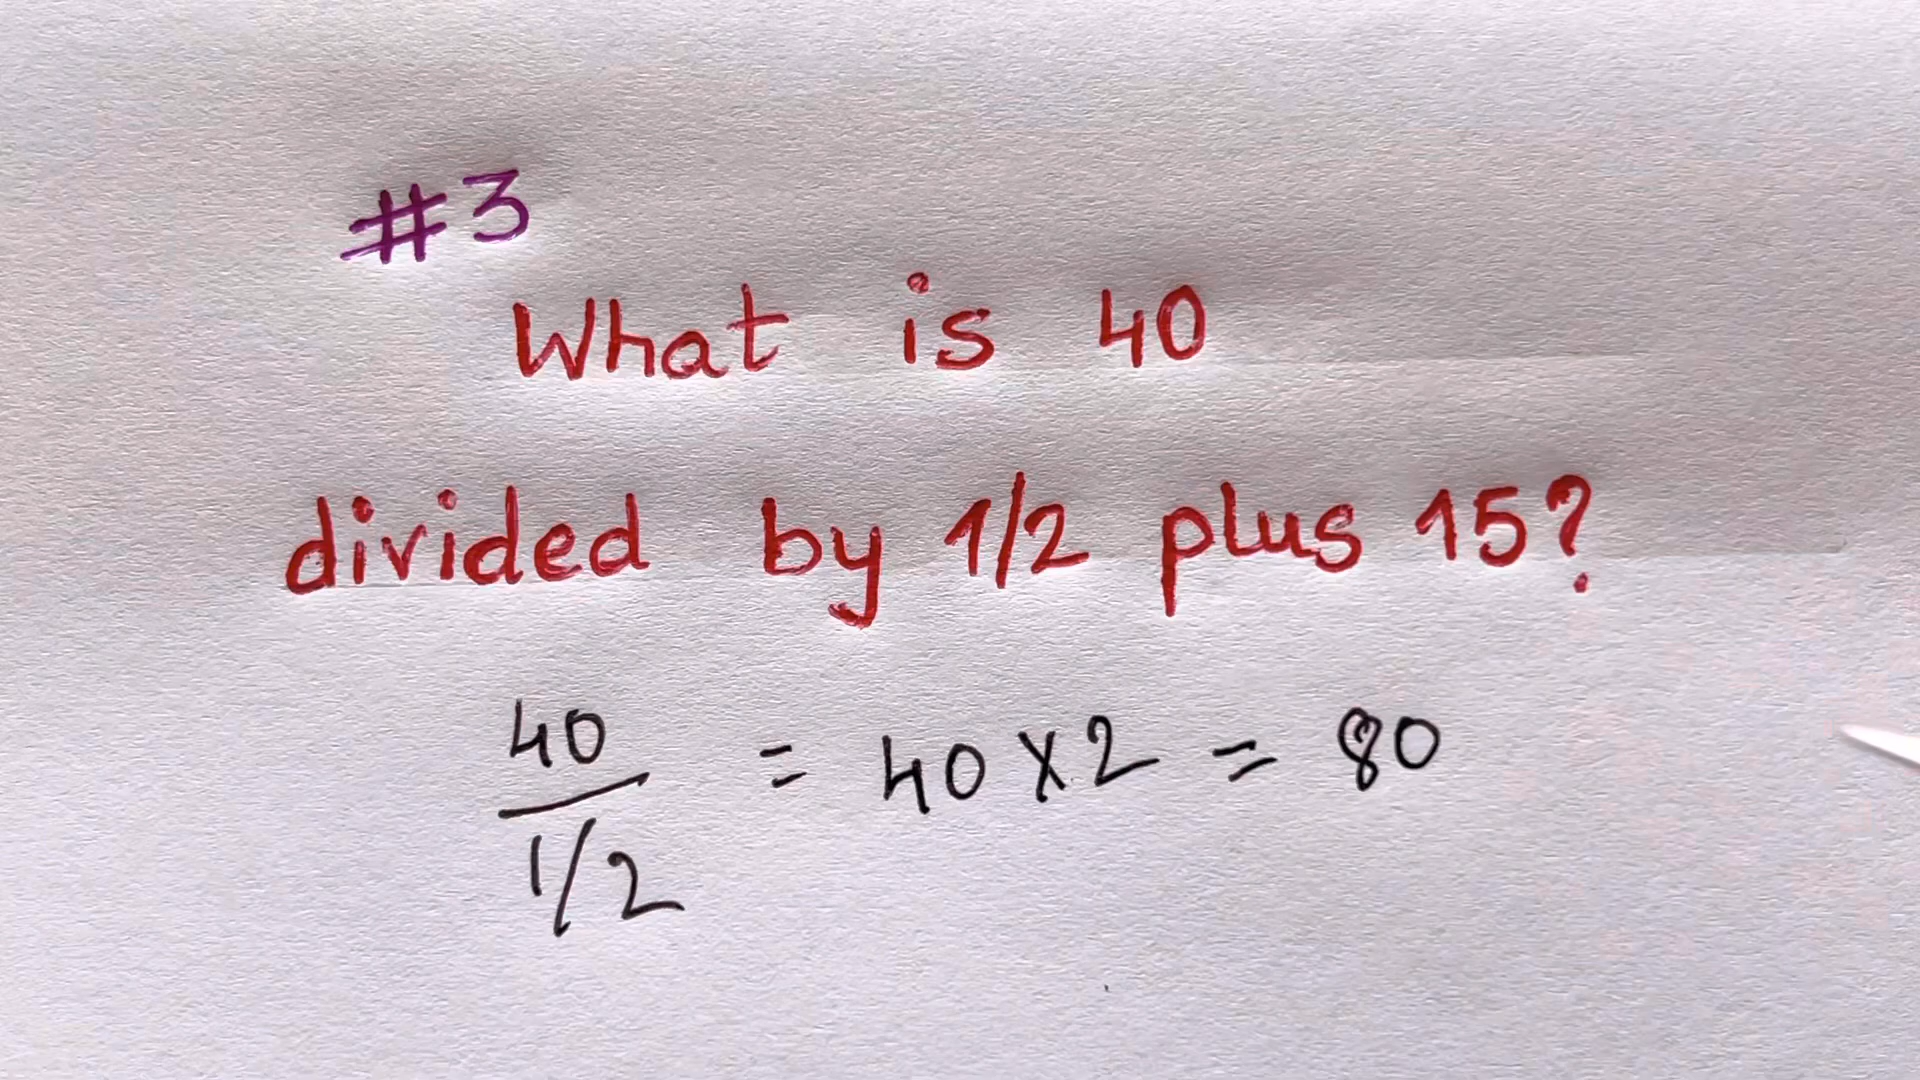 #3
What is 40
divided by 1/2 plus 15?
40
1/2
= 40 x 2 = 80